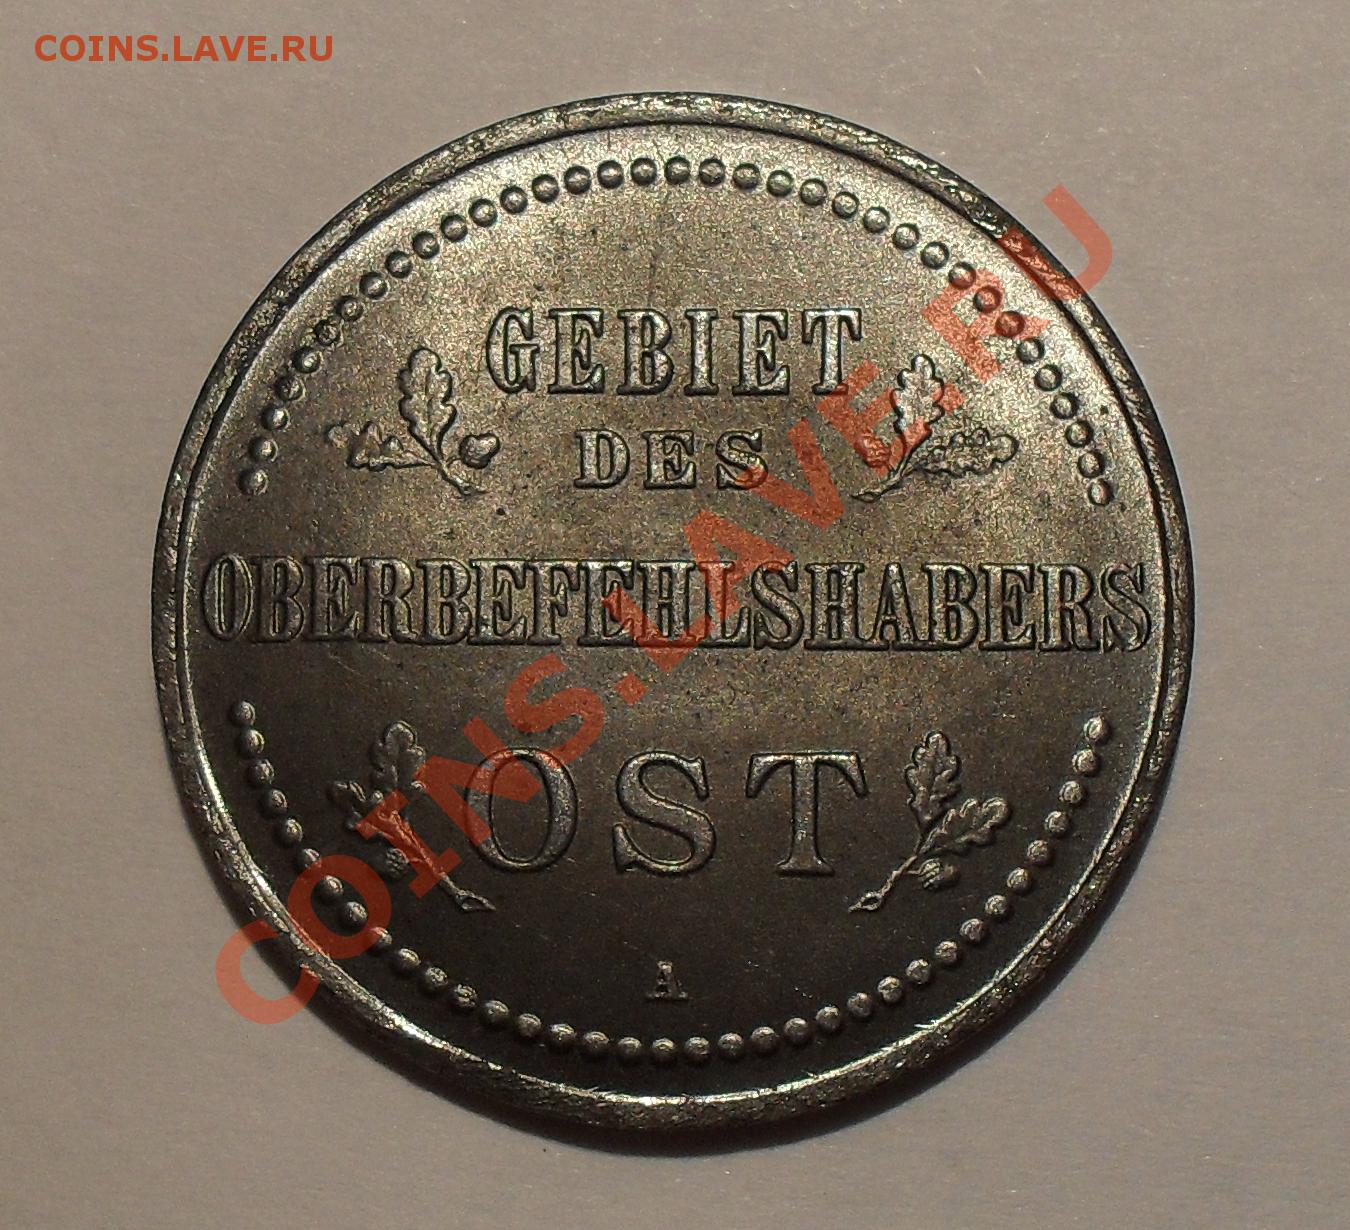 COINS.LAVE.RU
GEBIET
DES
OBERBEFEHLSHABERS
OST
A
COINS.LAVE.RU